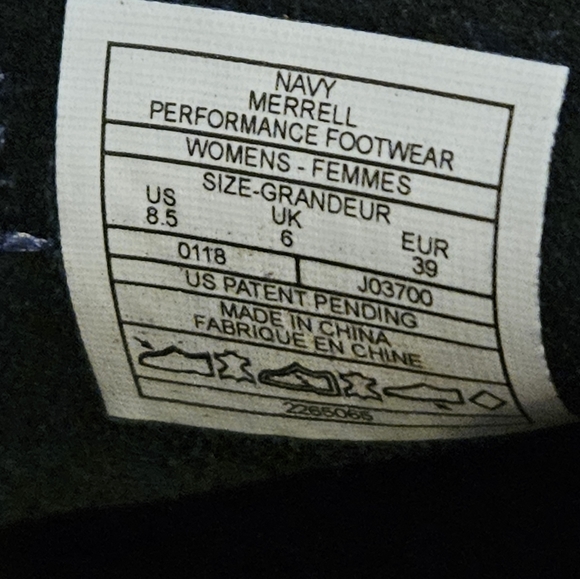 NAVY
MERRELL
PERFORMANCE FOOTWEAR
WOMENS - FEMMES
SIZE-GRANDEUR
US UK EUR
8.5 6 39
0118 J03700
US PATENT PENDING
MADE IN CHINA
FABRIQUE EN CHINE
2265065